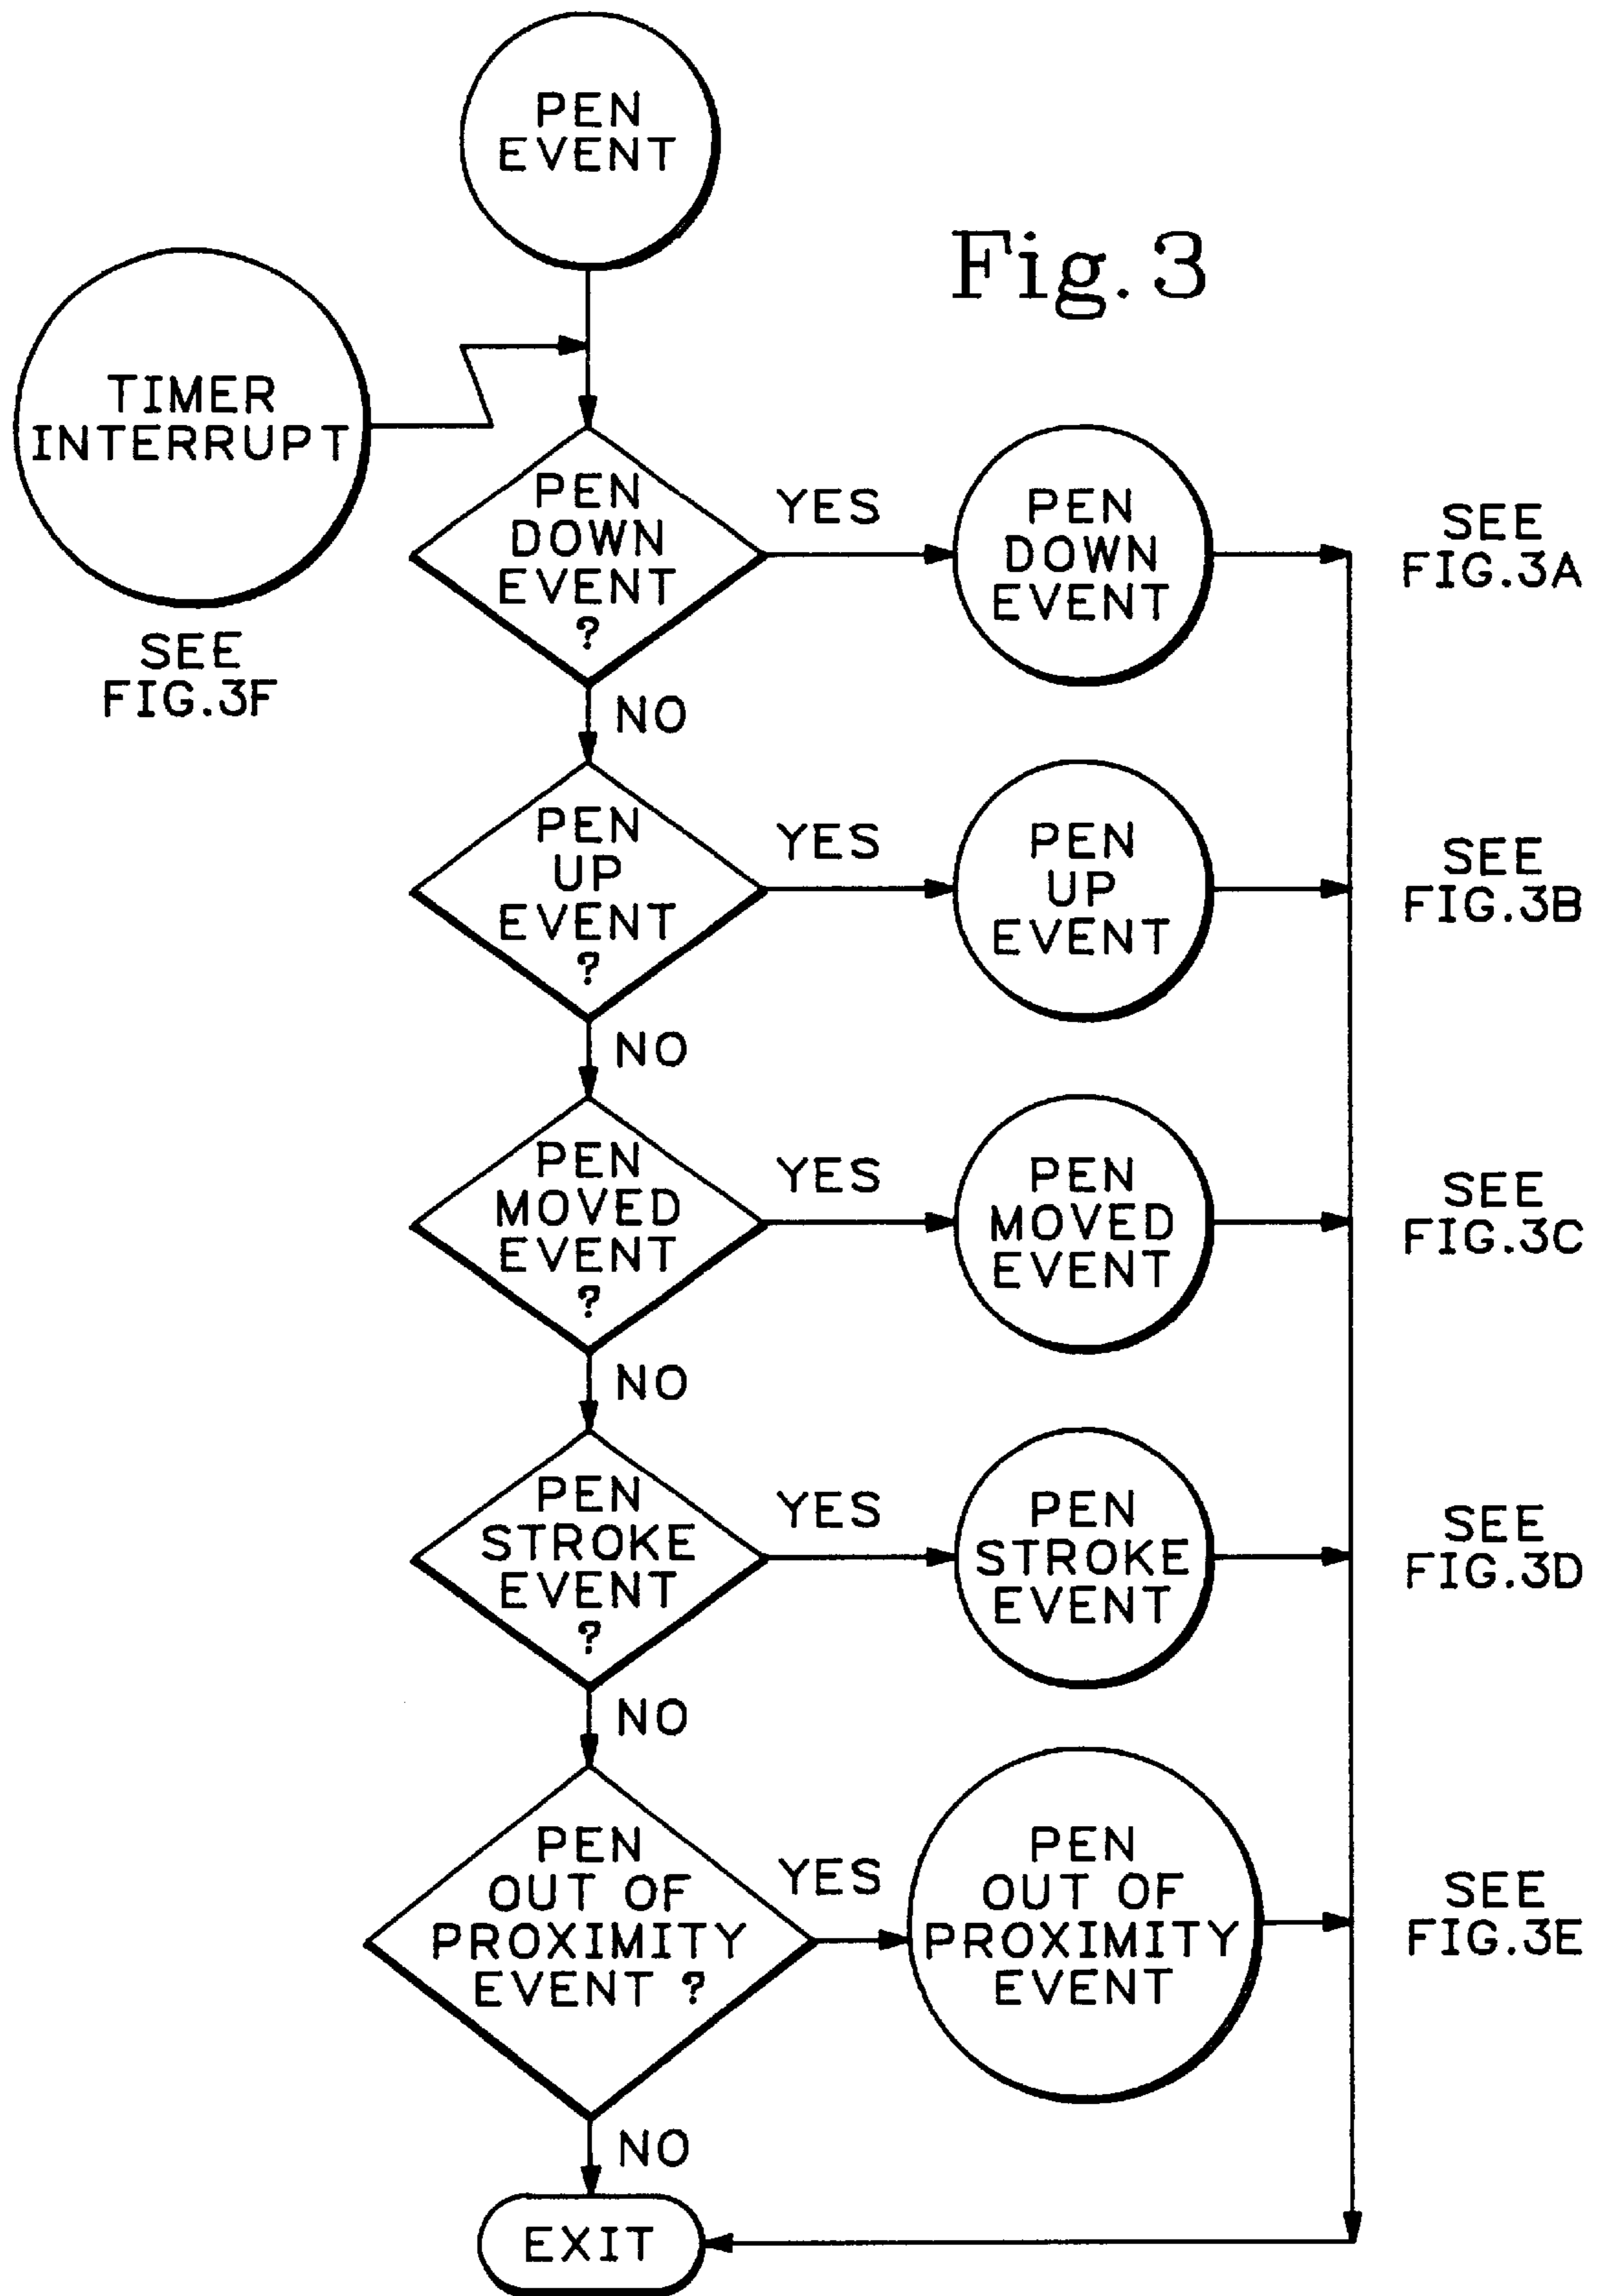 PEN
EVENT
Fig. 3
TIMER
INTERRUPT
SEE
FIG.3F
PEN
DOWN
EVENT
?
YES
PEN
DOWN
EVENT
SEE
FIG.3A
NO
PEN
UP
EVENT
?
YES
PEN
UP
EVENT
SEE
FIG.3B
NO
PEN
MOVED
EVENT
?
YES
PEN
MOVED
EVENT
SEE
FIG.3C
NO
PEN
STROKE
EVENT
?
YES
PEN
STROKE
EVENT
SEE
FIG.3D
NO
PEN
OUT OF
PROXIMITY
EVENT ?
YES
PEN
OUT OF
PROXIMITY
EVENT
SEE
FIG.3E
NO
EXIT